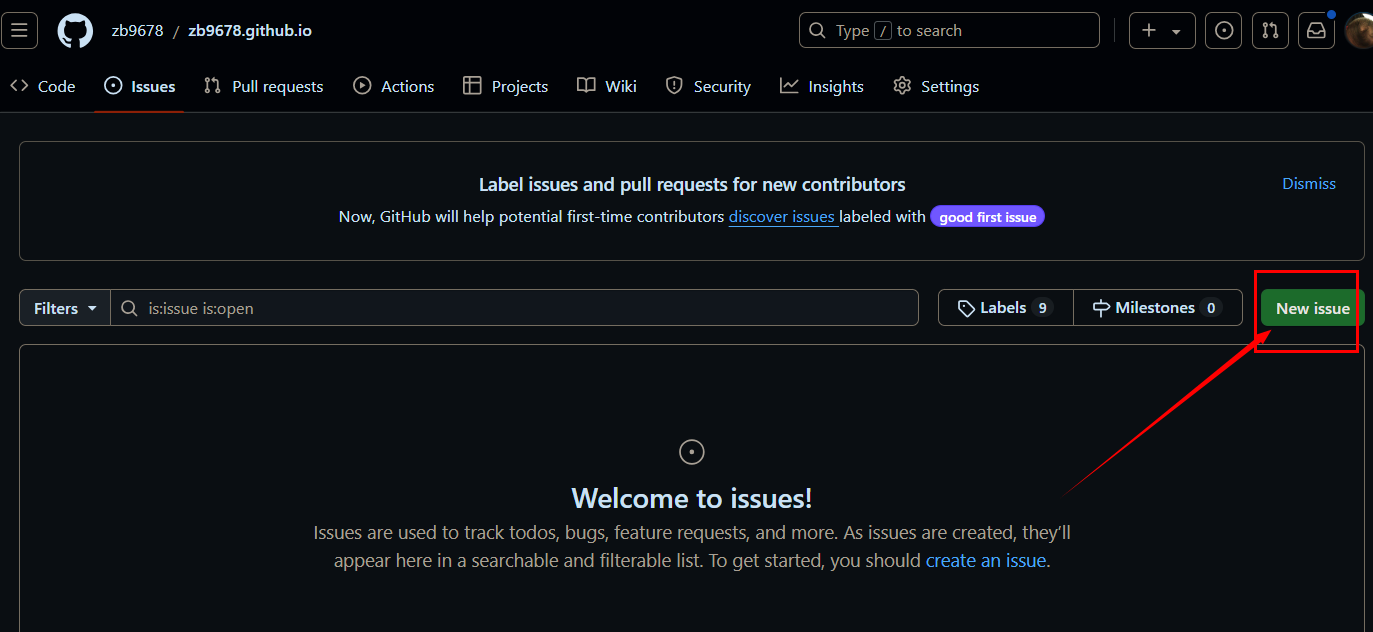 zb9678 / zb9678.github.io
Type / to search
Code Issues Pull requests Actions Projects Wiki Security Insights Settings
Label issues and pull requests for new contributors
Dismiss
Now, GitHub will help potential first-time contributors discover issues labeled with good first issue
Filters is:issue is:open Labels 9 Milestones 0 New issue
Welcome to issues!
Issues are used to track todos, bugs, feature requests, and more. As issues are created, they’ll
appear here in a searchable and filterable list. To get started, you should create an issue.